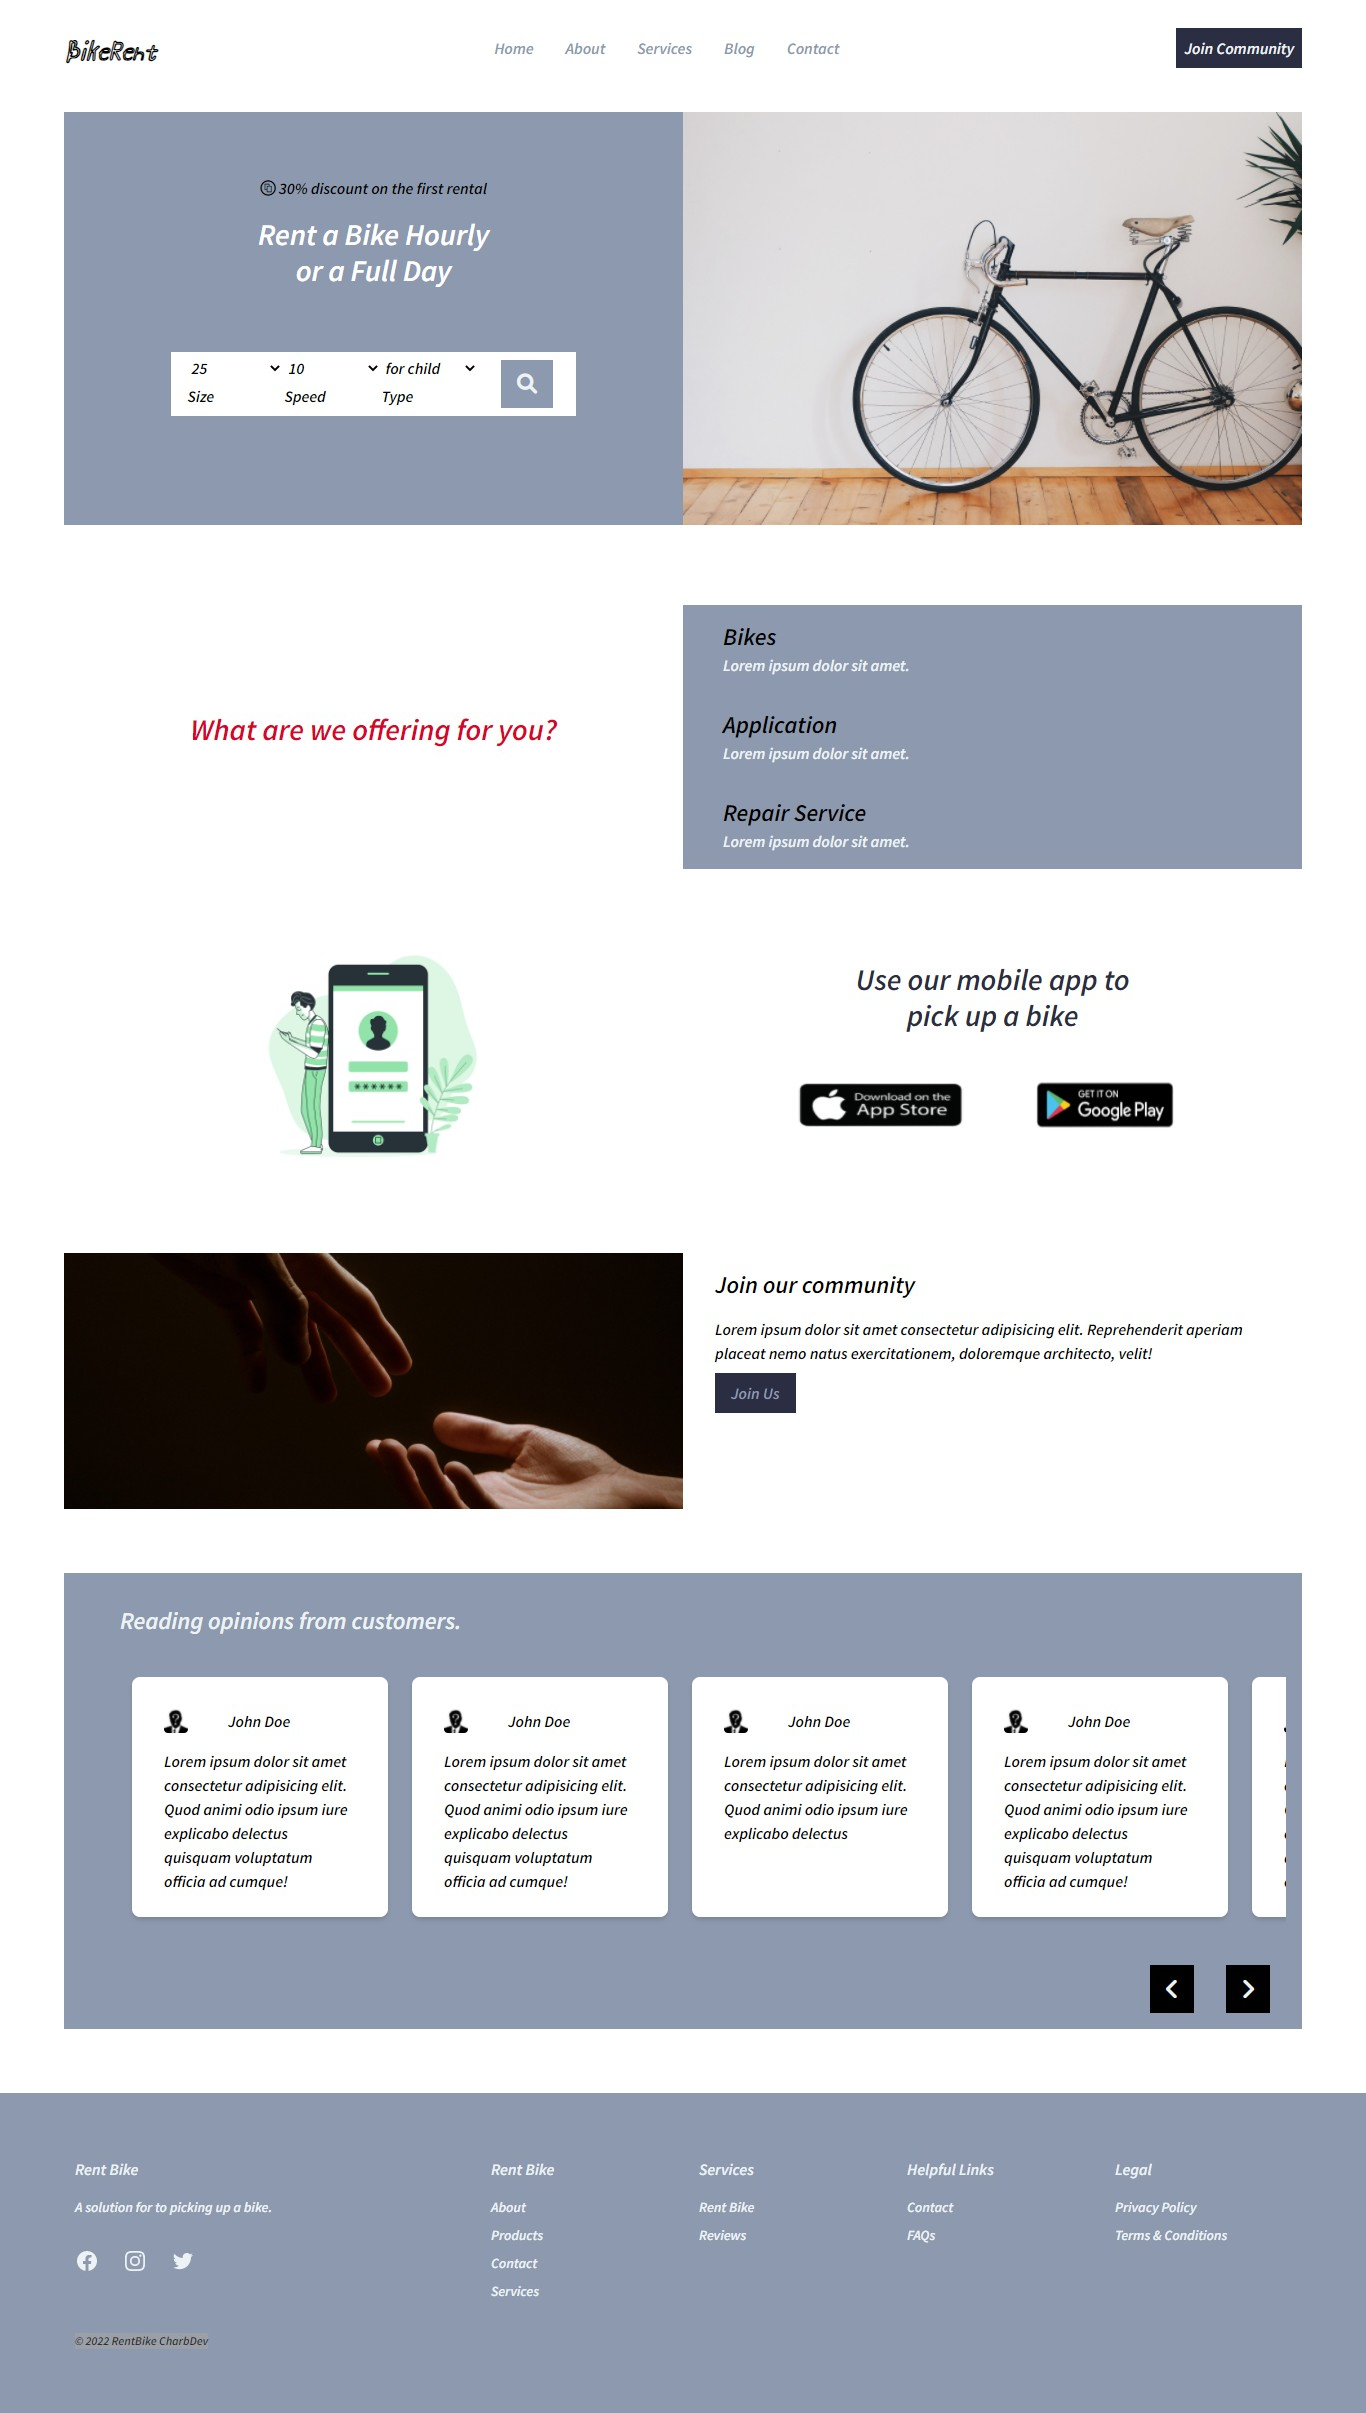 BikeRent
Home About Services Blog Contact
Join Community
30% discount on the first rental
Rent a Bike Hourly
or a Full Day
25 10 for child
Size Speed Type
Bikes
Lorem ipsum dolor sit amet.
What are we offering for you?
Application
Lorem ipsum dolor sit amet.
Repair Service
Lorem ipsum dolor sit amet.
Use our mobile app to
pick up a bike
Download on the
App Store
GET IT ON
Google Play
Join our community
Lorem ipsum dolor sit amet consectetur adipisicing elit. Reprehenderit aperiam
placeat nemo natus exercitationem, doloremque architecto, velit!
Join Us
Reading opinions from customers.
John Doe
Lorem ipsum dolor sit amet
consectetur adipisicing elit.
Quod animi odio ipsum iure
explicabo delectus
quisquam voluptatum
officia ad cumque!
John Doe
Lorem ipsum dolor sit amet
consectetur adipisicing elit.
Quod animi odio ipsum iure
explicabo delectus
quisquam voluptatum
officia ad cumque!
John Doe
Lorem ipsum dolor sit amet
consectetur adipisicing elit.
Quod animi odio ipsum iure
explicabo delectus
John Doe
Lorem ipsum dolor sit amet
consectetur adipisicing elit.
Quod animi odio ipsum iure
explicabo delectus
quisquam voluptatum
officia ad cumque!
Rent Bike
A solution for to picking up a bike.
Rent Bike
About
Products
Contact
Services
Services
Rent Bike
Reviews
Helpful Links
Contact
FAQs
Legal
Privacy Policy
Terms & Conditions
© 2022 RentBike CharbDev